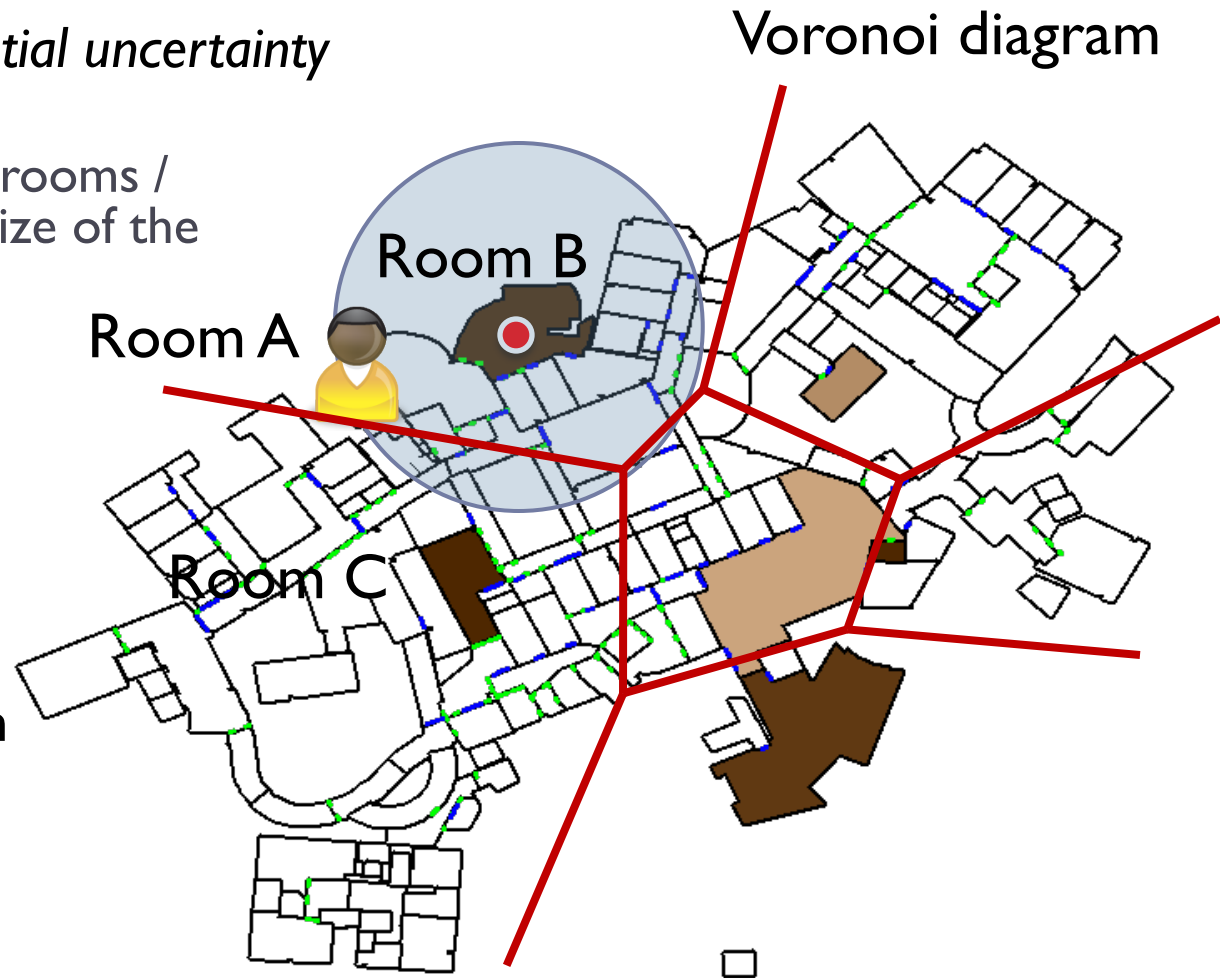 tial uncertainty
Voronoi diagram
rooms /
ize of the
Room B
Room A
Room C